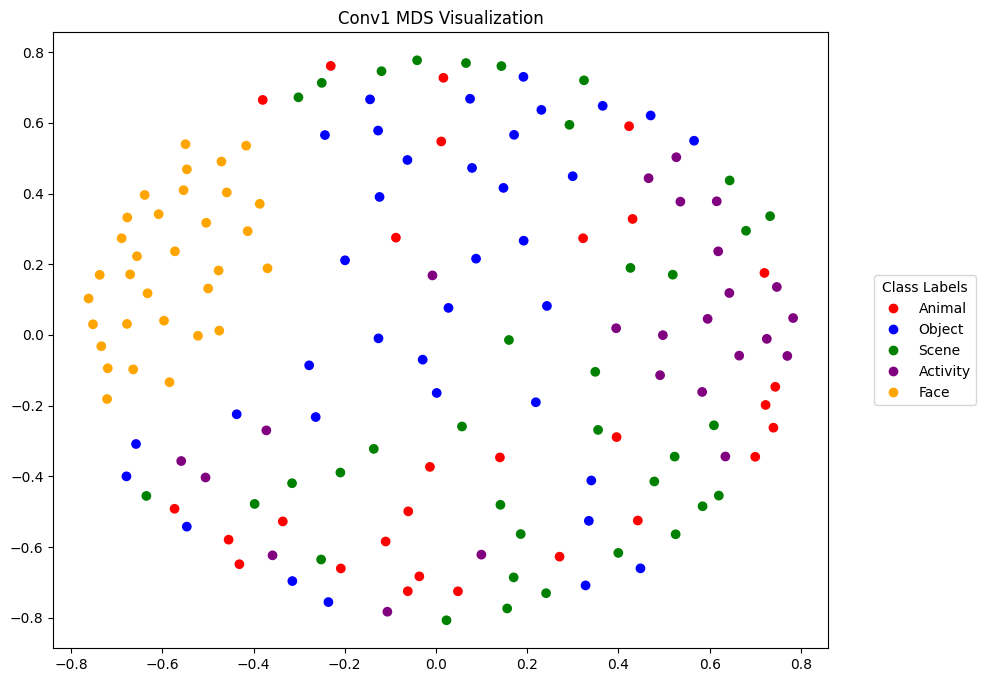 Conv1 MDS Visualization
0.8
0.6
0.4
0.2
0.0
−0.2
−0.4
−0.6
−0.8
−0.8 −0.6 −0.4 −0.2 0.0 0.2 0.4 0.6 0.8
Class Labels
Animal
Object
Scene
Activity
Face